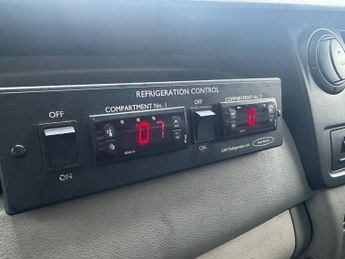 REFRIGERATION CONTROL
COMPARTMENT No. 1
COMPARTMENT No. 2
OFF
OFF
07
0
ON
ON